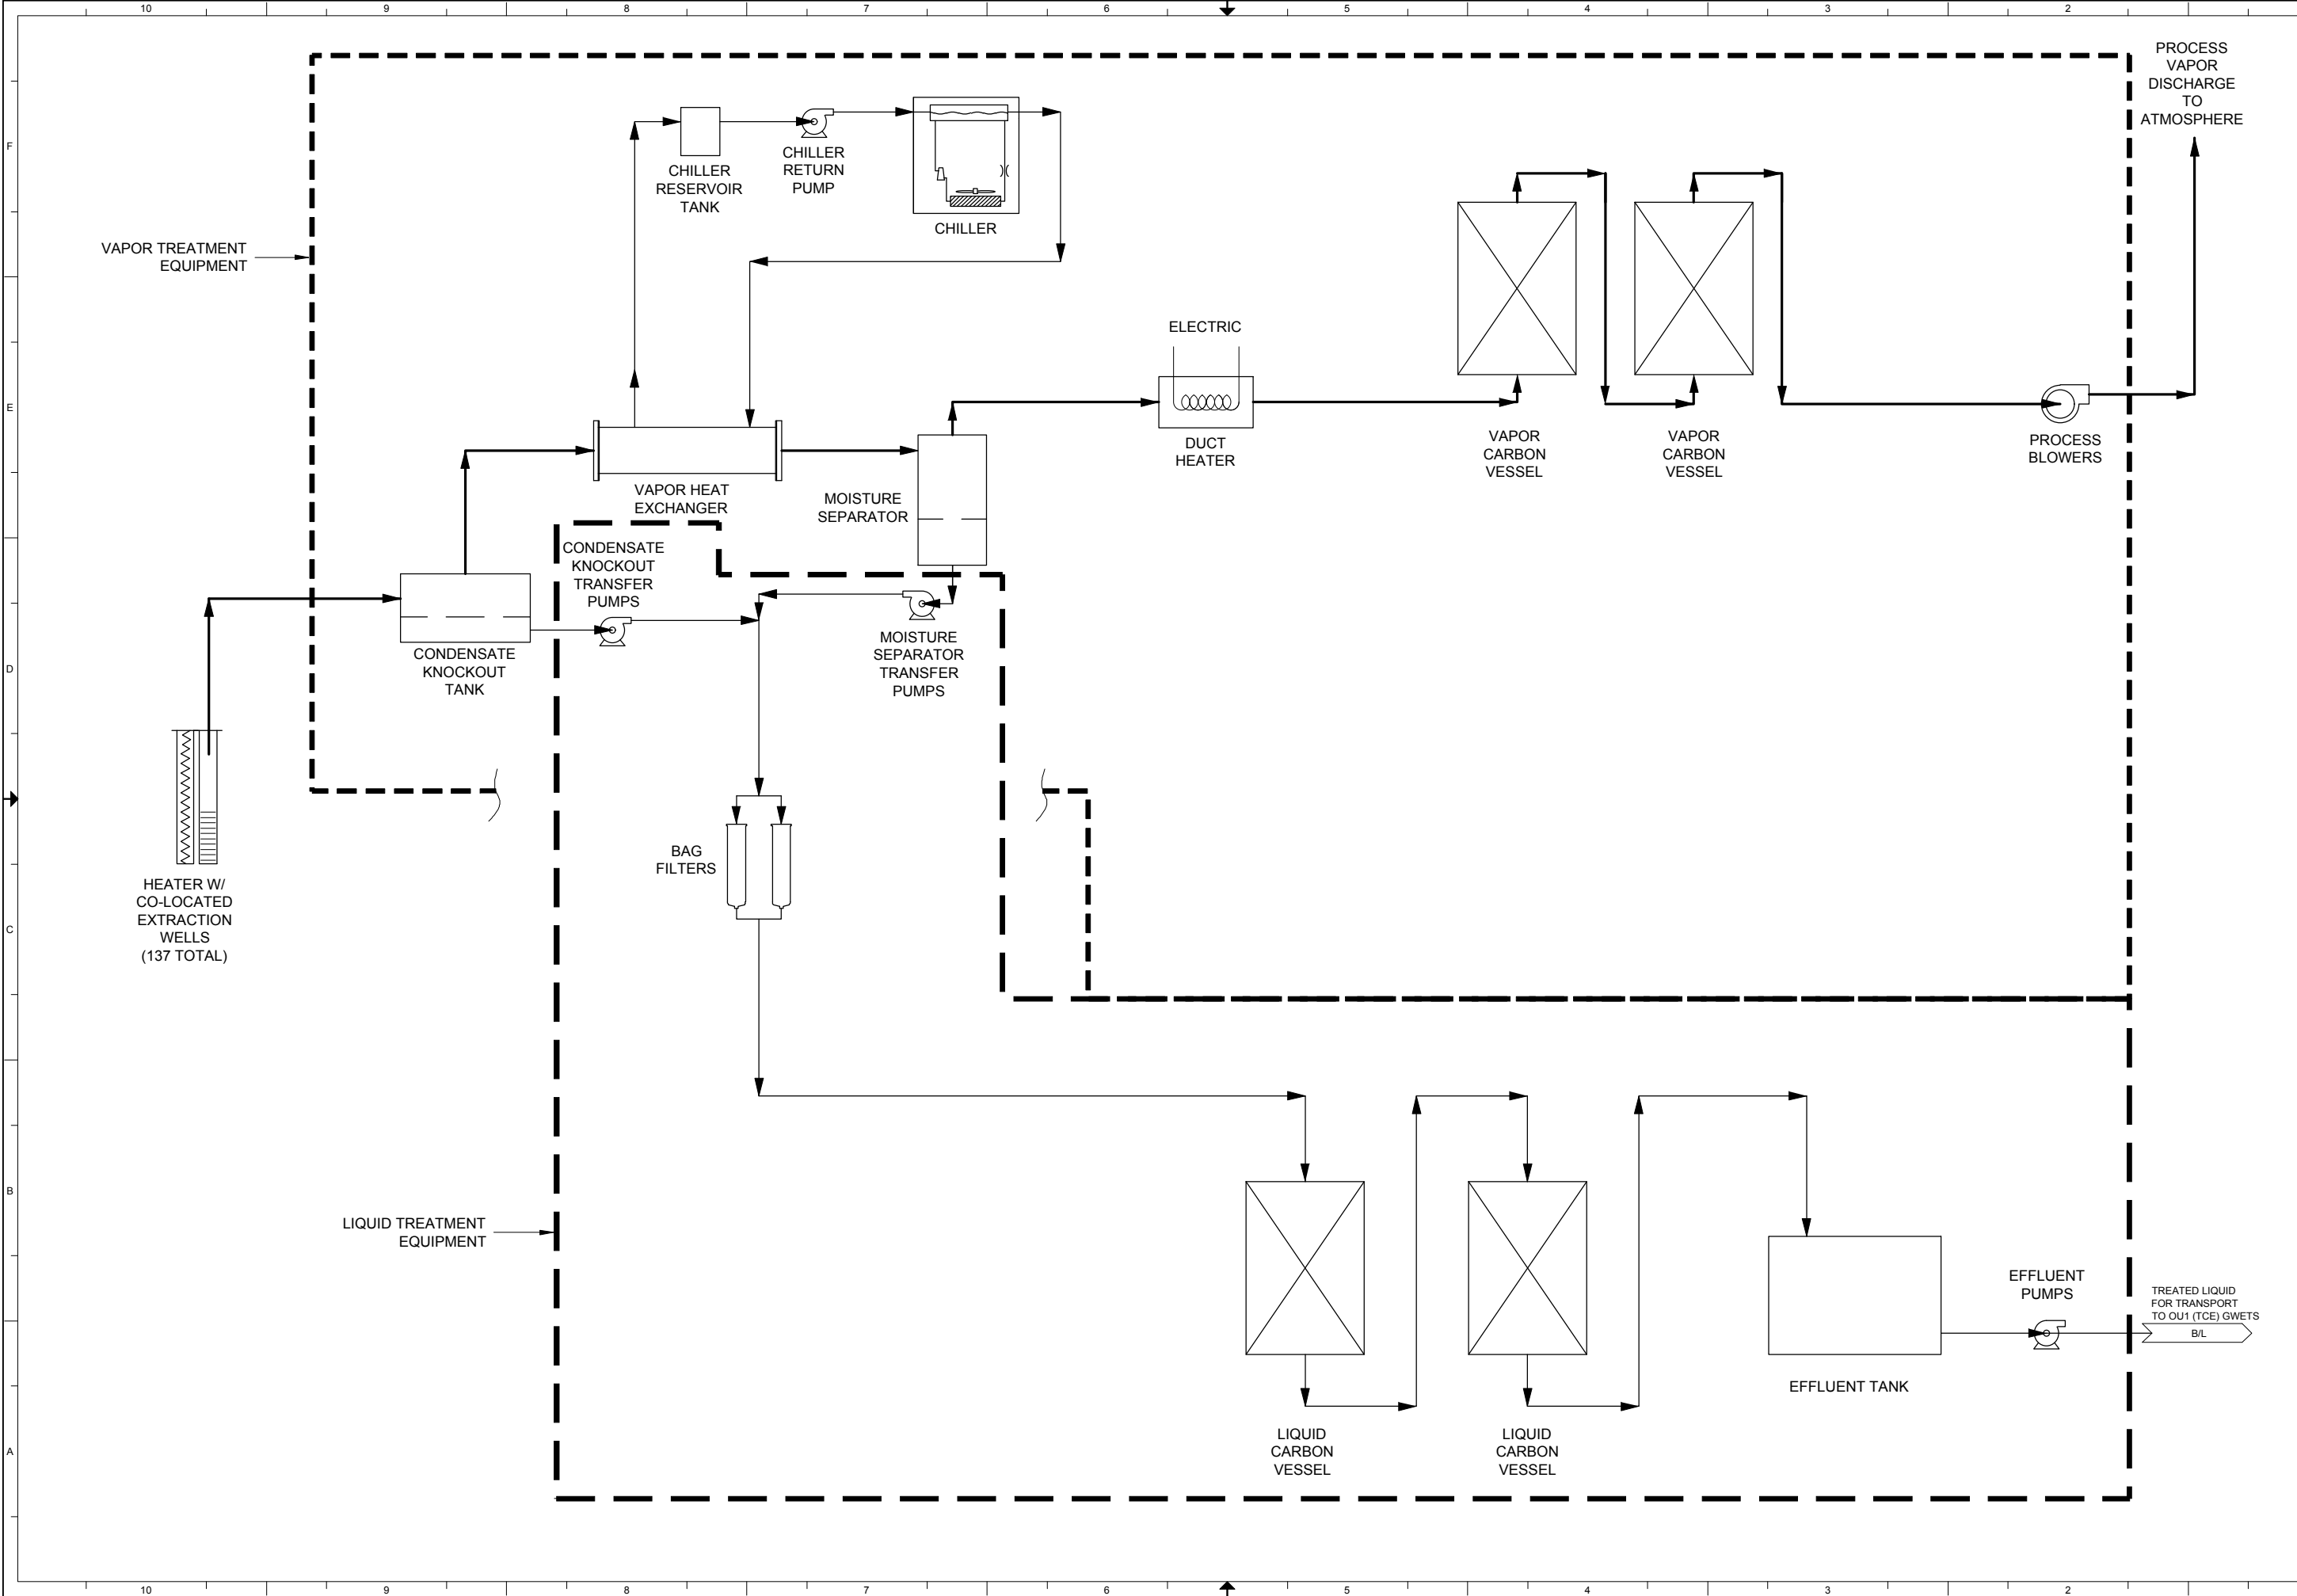 10 9 8 7 6 5 4 3 2
PROCESS
VAPOR
DISCHARGE
TO
ATMOSPHERE
F
CHILLER
RESERVOIR
TANK
CHILLER
RETURN
PUMP
CHILLER
VAPOR TREATMENT
EQUIPMENT
ELECTRIC
E
DUCT
HEATER
VAPOR
CARBON
VESSEL
VAPOR
CARBON
VESSEL
PROCESS
BLOWERS
VAPOR HEAT
EXCHANGER
MOISTURE
SEPARATOR
CONDENSATE
KNOCKOUT
TRANSFER
PUMPS
CONDENSATE
KNOCKOUT
TANK
MOISTURE
SEPARATOR
TRANSFER
PUMPS
D
BAG
FILTERS
HEATER W/
CO-LOCATED
EXTRACTION
WELLS
(137 TOTAL)
C
B
LIQUID TREATMENT
EQUIPMENT
EFFLUENT
PUMPS
TREATED LIQUID
FOR TRANSPORT
TO OU1 (TCE) GWETS
B/L
EFFLUENT TANK
LIQUID
CARBON
VESSEL
LIQUID
CARBON
VESSEL
A
10 9 8 7 6 5 4 3 2